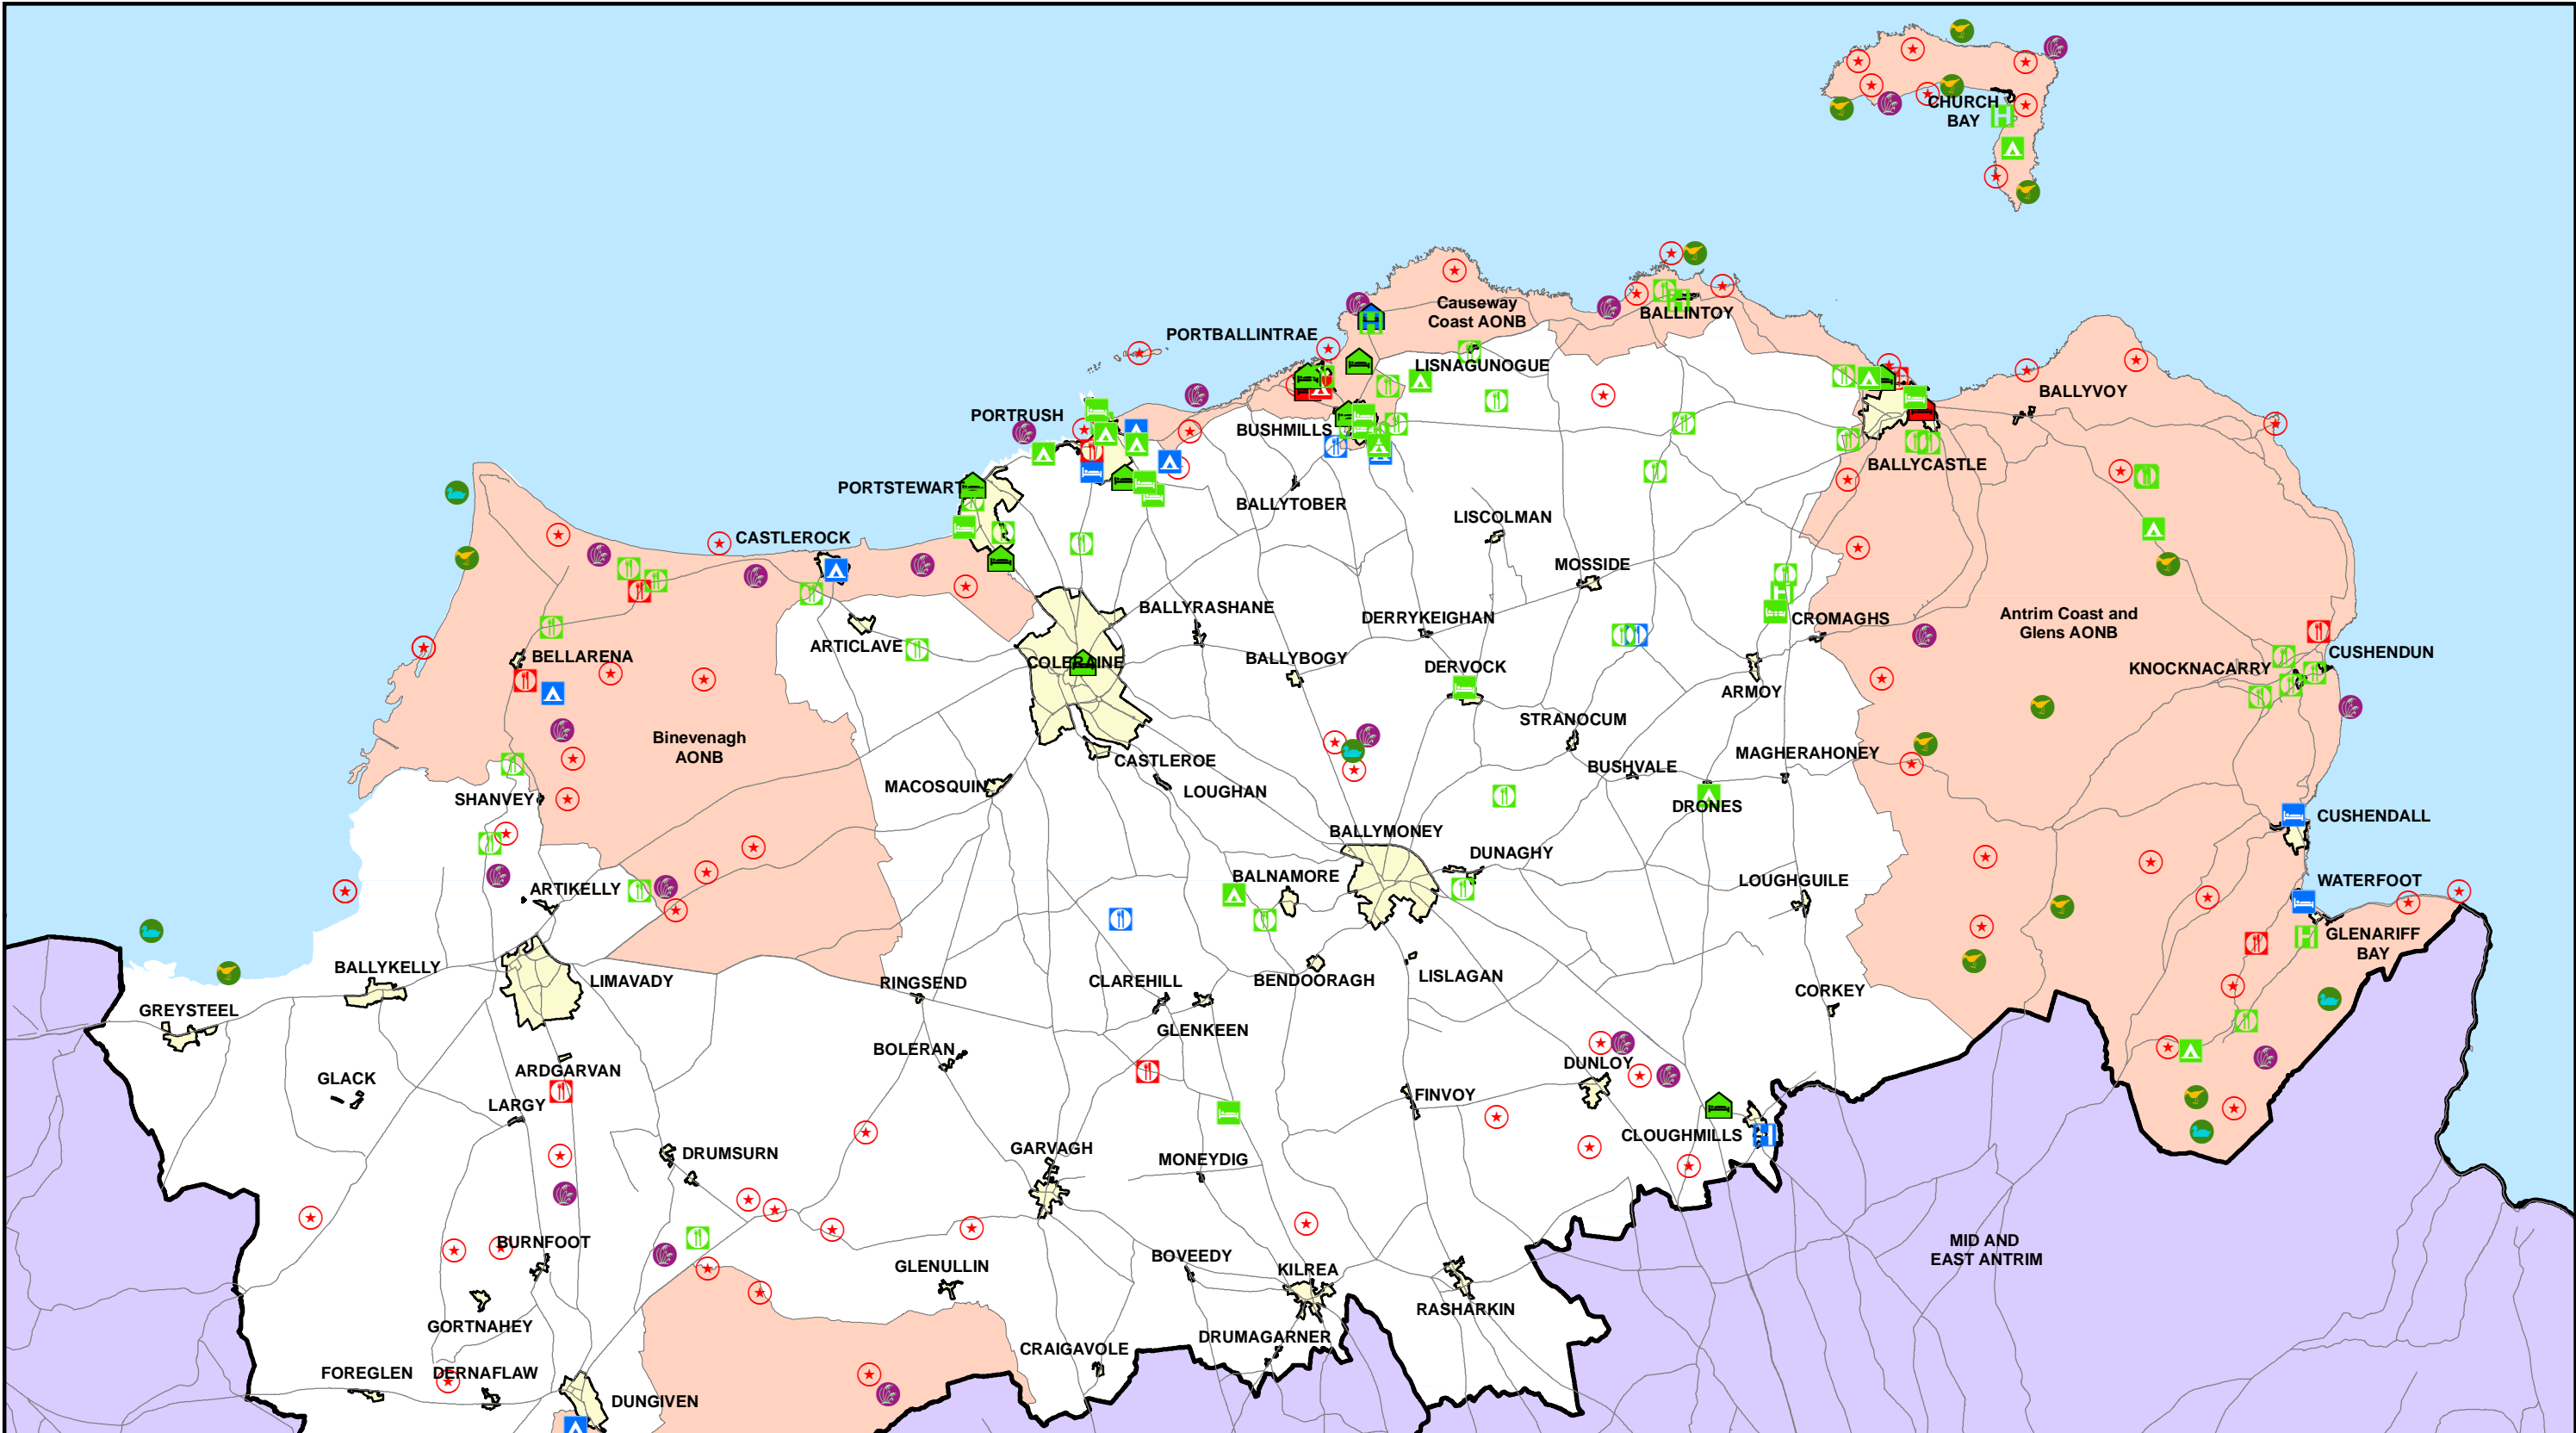 CHURCH
BAY
Causeway
Coast AONB
BALLINTOY
PORTBALLINTRAE
LISNAGUNOGUE
BALLYVOY
PORTRUSH
BUSHMILLS
BALLYCASTLE
PORTSTEWART
BALLYTOBER
LISCOLMAN
CASTLEROCK
MOSSIDE
BALLYRASHANE
DERRYKEIGHAN
CROMAGHS
Antrim Coast and
Glens AONB
ARTICLAVE
BELLARENA
COLERAINE
BALLYBOGY
DERVOCK
KNOCKNACARRY
CUSHENDUN
ARMOY
STRANOCUM
Binevenagh
AONB
CASTLEROE
BUSHVALE
MAGHERAHONEY
MACOSQUIN
LOUGHAN
SHANVEY
DRONES
CUSHENDALL
BALLYMONEY
DUNAGHY
BALNAMORE
LOUGHGUILE
WATERFOOT
ARTIKELLY
GLENARIFF
BAY
BALLYKELLY
LIMAVADY
RINGSEND
CLAREHILL
BENDOORAGH
LISLAGAN
CORKEY
GREYSTEEL
GLENKEEN
BOLERAN
DUNLOY
ARDGARVAN
GLACK
LARGY
FINVOY
CLOUGHMILLS
DRUMSURN
GARVAGH
MONEYDIG
BURNFOOT
MID AND
EAST ANTRIM
GLENULLIN
BOVEEDY
KILREA
RASHARKIN
GORTNAHEY
DRUMAGARNER
CRAIGAVOLE
FOREGLEN
DERNAFLAW
DUNGIVEN